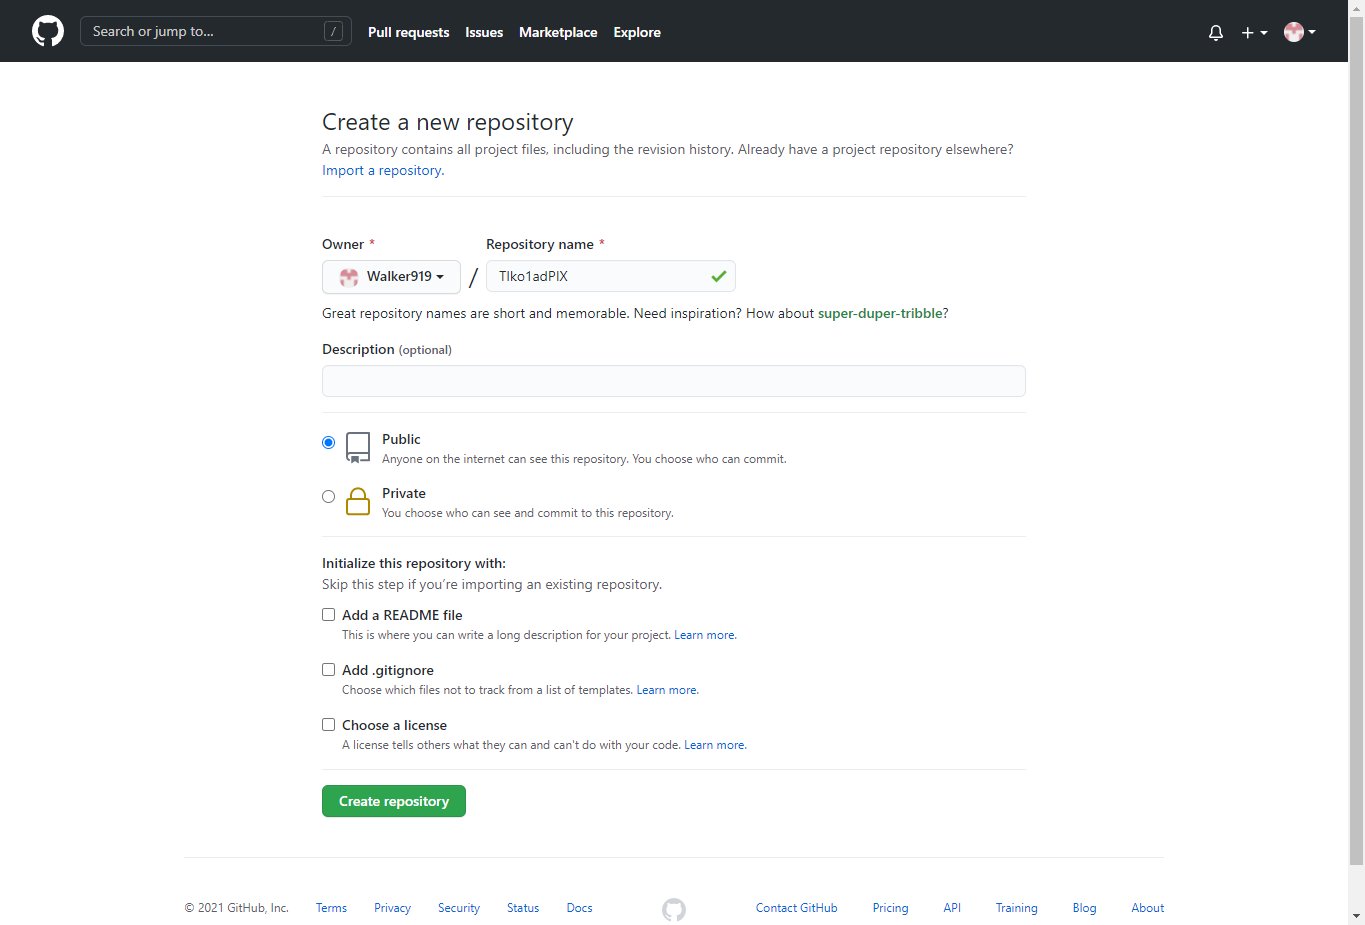 Search or jump to...
/
Pull requests
Issues
Marketplace
Explore
Create a new repository
A repository contains all project files, including the revision history. Already have a project repository elsewhere?
Import a repository.
Owner *
Repository name *
Walker919
/
TIko1adPIX
Great repository names are short and memorable. Need inspiration? How about super-duper-tribble?
Description (optional)
Public
Anyone on the internet can see this repository. You choose who can commit.
Private
You choose who can see and commit to this repository.
Initialize this repository with:
Skip this step if you're importing an existing repository.
Add a README file
This is where you can write a long description for your project. Learn more.
Add .gitignore
Choose which files not to track from a list of templates. Learn more.
Choose a license
A license tells others what they can and can't do with your code. Learn more.
Create repository
© 2021 GitHub, Inc.
Terms
Privacy
Security
Status
Docs
Contact GitHub
Pricing
API
Training
Blog
About